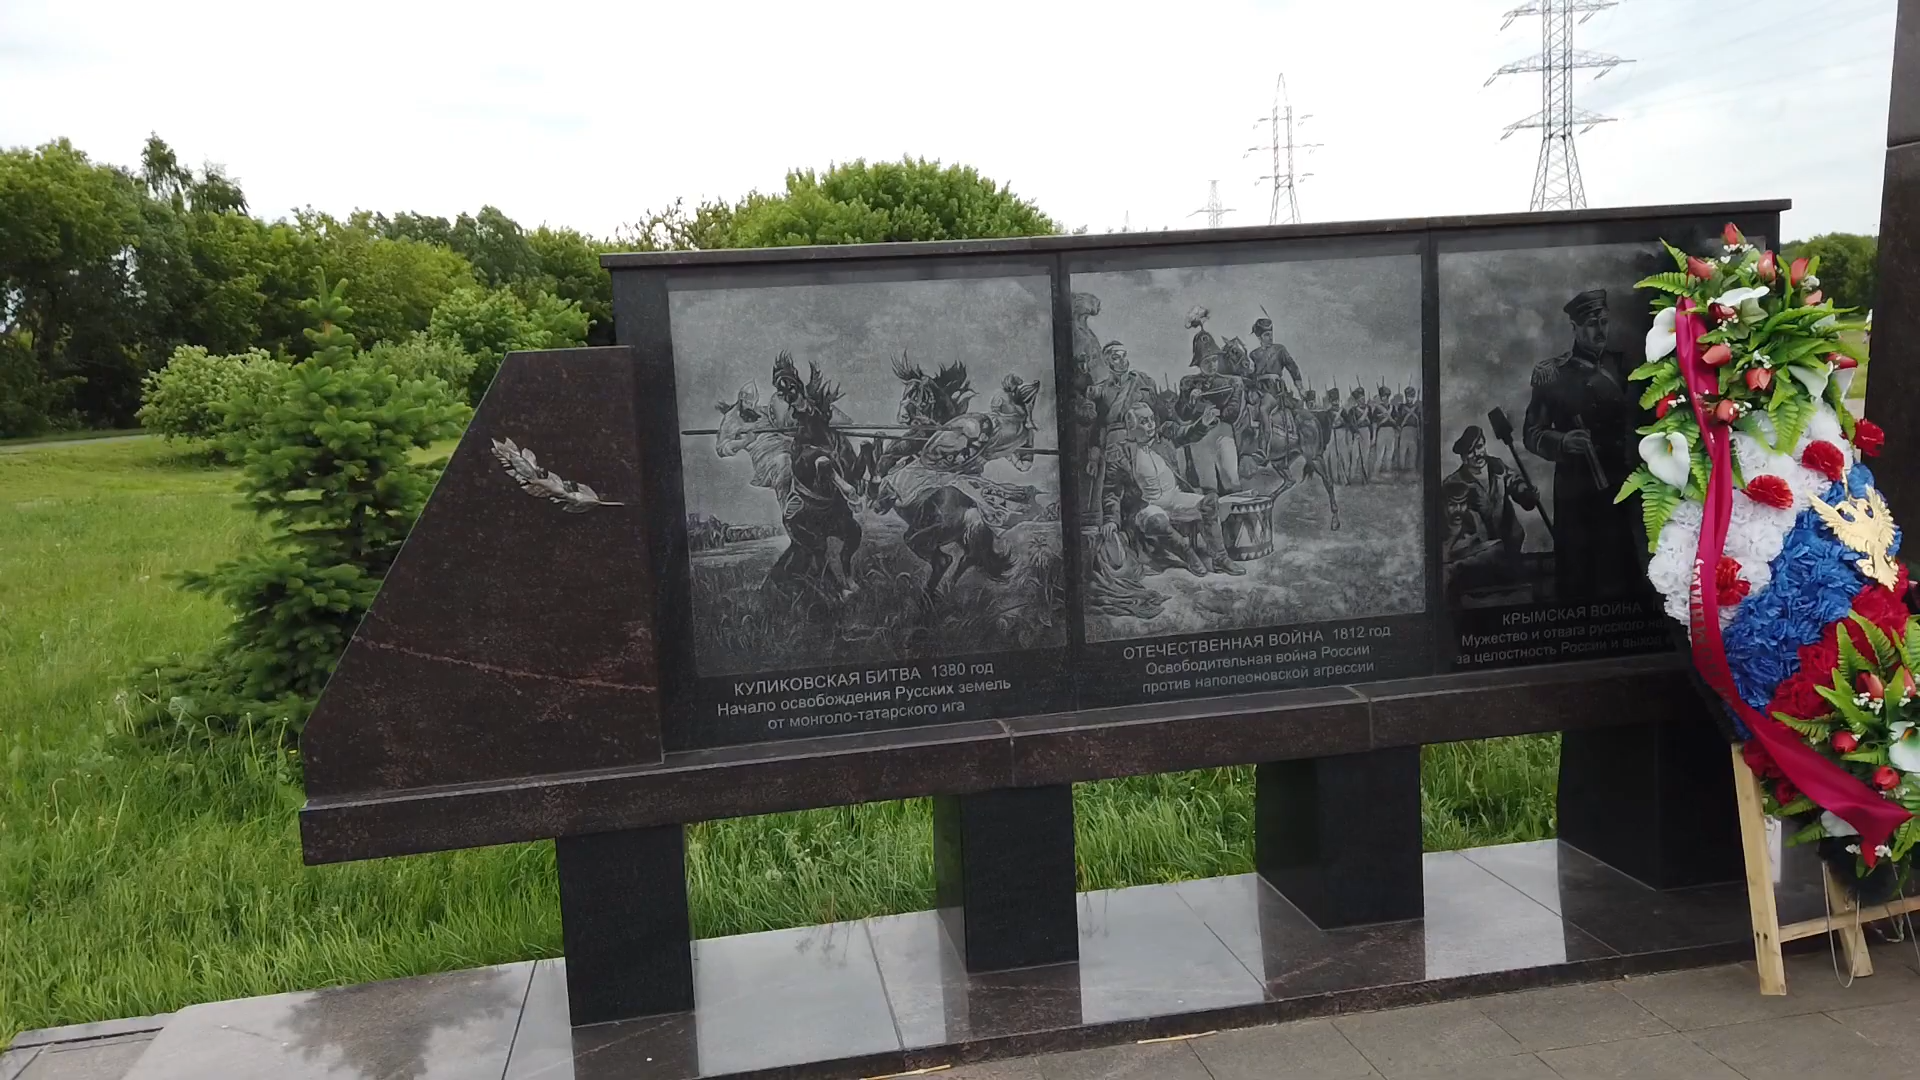 КУЛИКОВСКАЯ БИТВА 1380 год
Начало освобождения Русских земель
от монголо-татарского ига
ОТЕЧЕСТВЕННАЯ ВОЙНА 1812 год
Освободительная война России
против наполеоновской агрессии
КРЫМСКАЯ ВОЙНА
Мужество и отвага русского
за целостность России и выход